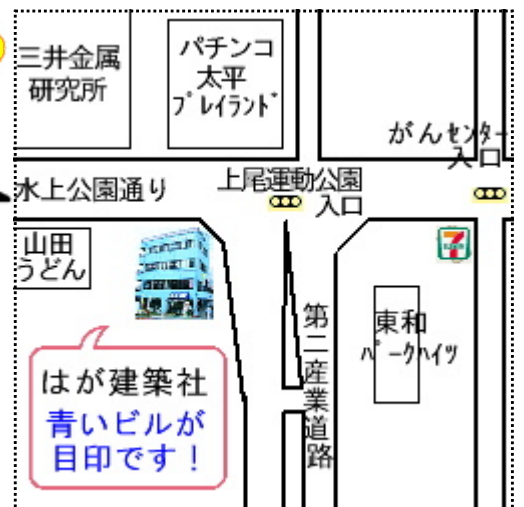 三井金属
研究所
パチンコ
太平
プレイランド
がんセンター
入口
水上公園通り
上尾運動公園
入口
山田
うどん
7
第二産業道路
東和
パークハイツ
はが建築社
青いビルが
目印です！